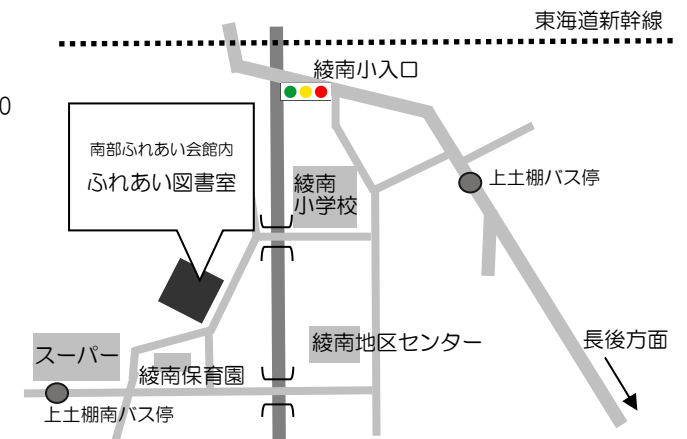 東海道新幹線
綾南小入口
0
南部ふれあい会館内
ふれあい図書室
綾南
小学校
上土棚バス停
綾南地区センター
長後方面
スーパー
綾南保育園
上土棚南バス停